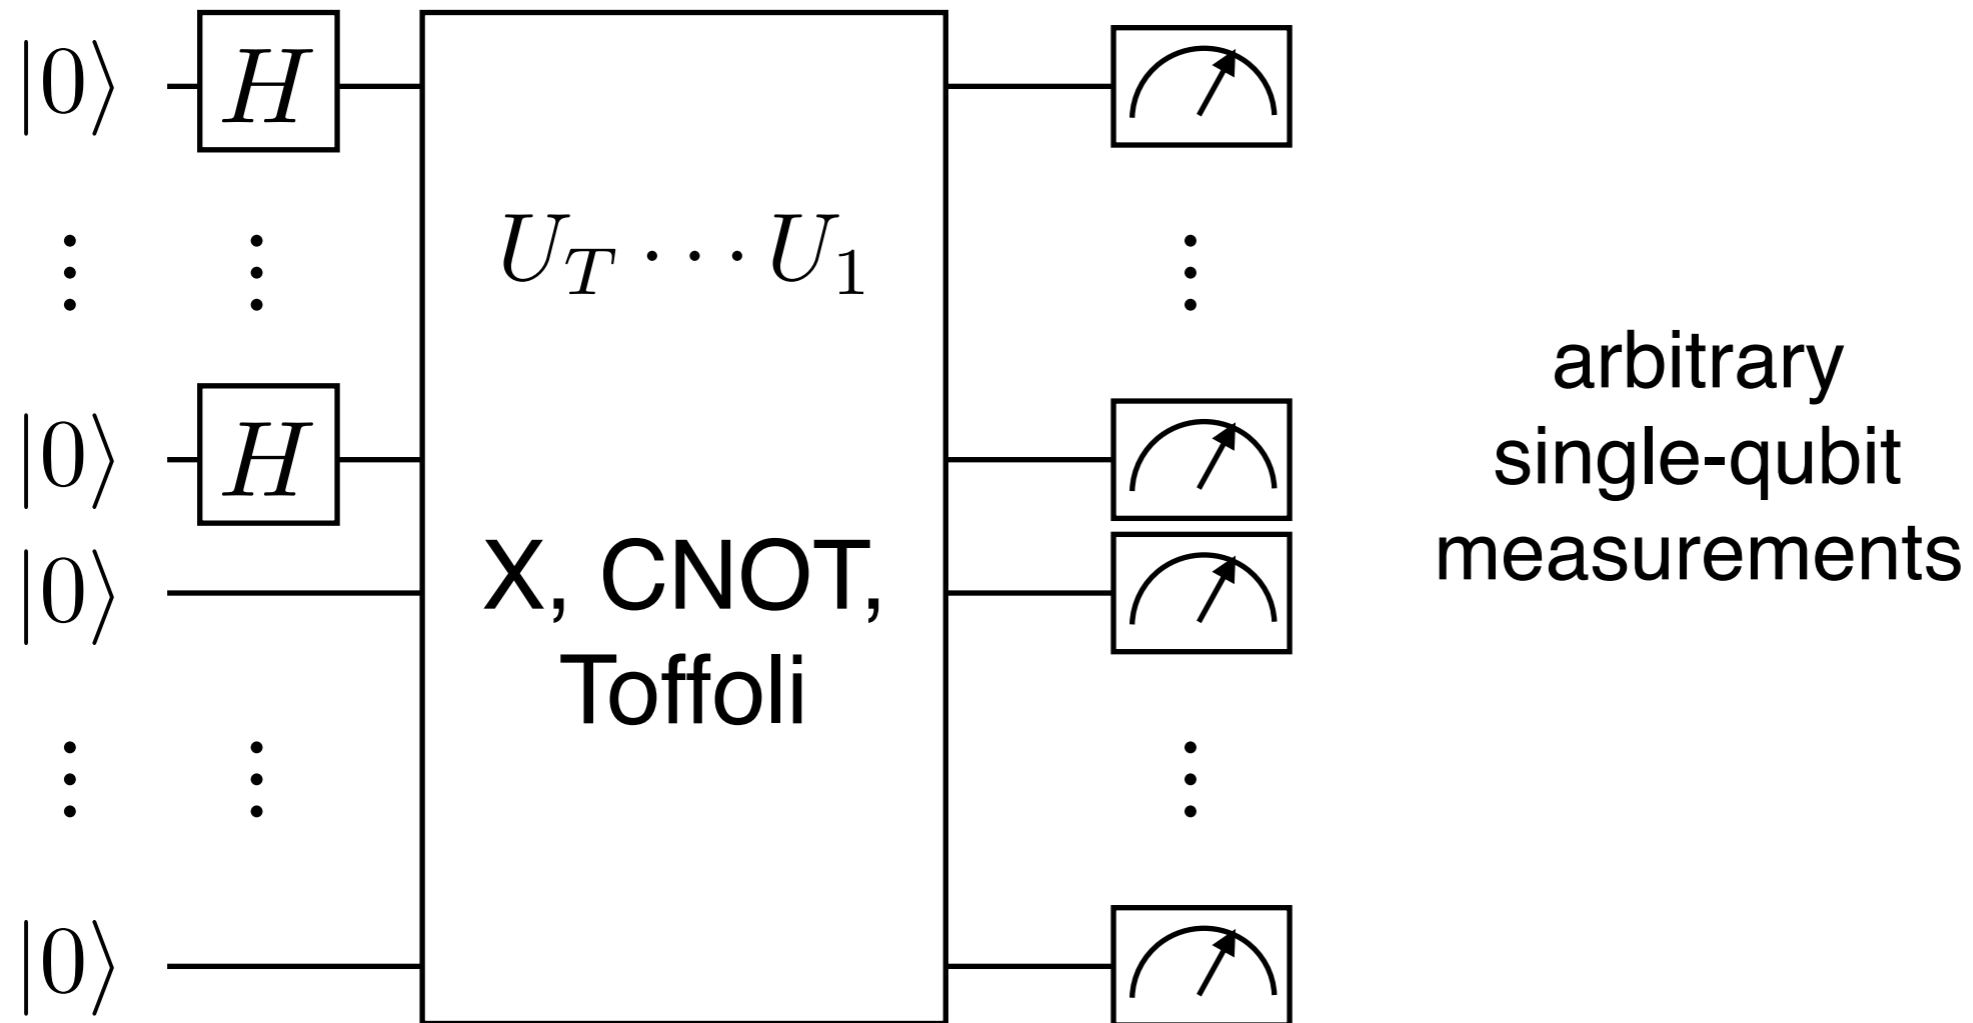 |0⟩ H
⋮ ⋮ ⋮
U_T ⋯ U_1
|0⟩ H
|0⟩
X, CNOT,
Toffoli
⋮ ⋮ ⋮
|0⟩
arbitrary
single-qubit
measurements